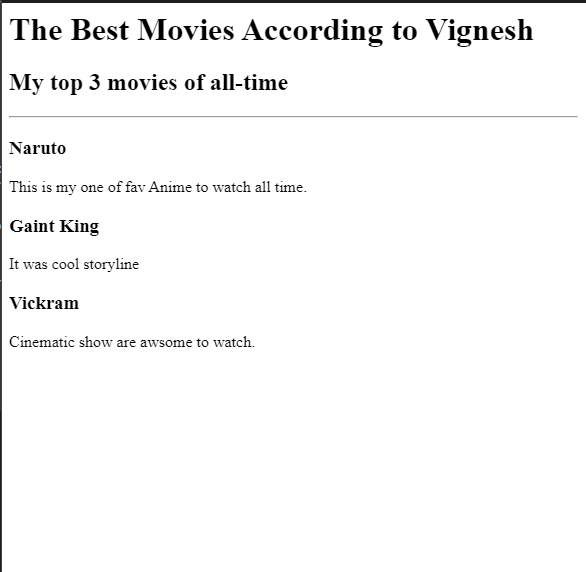 The Best Movies According to Vignesh
My top 3 movies of all-time
Naruto
This is my one of fav Anime to watch all time.
Gaint King
It was cool storyline
Vickram
Cinematic show are awsome to watch.